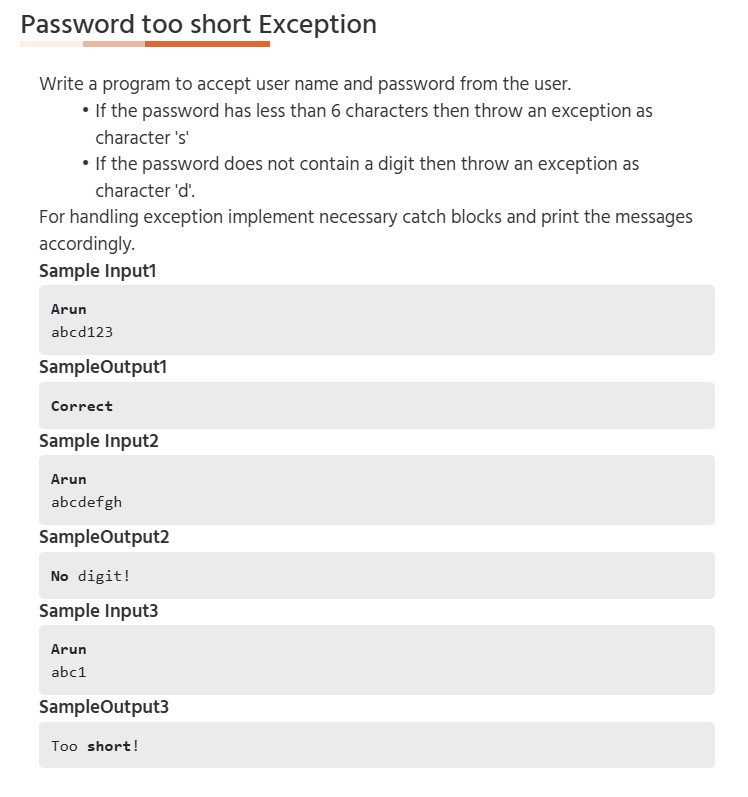 Password too short Exception
Write a program to accept user name and password from the user.
• If the password has less than 6 characters then throw an exception as
character 's'
• If the password does not contain a digit then throw an exception as
character 'd'.
For handling exception implement necessary catch blocks and print the messages
accordingly.
Sample Input1
Arun
abcd123
SampleOutput1
Correct
Sample Input2
Arun
abcdefgh
SampleOutput2
No digit!
Sample Input3
Arun
abc1
SampleOutput3
Too short!